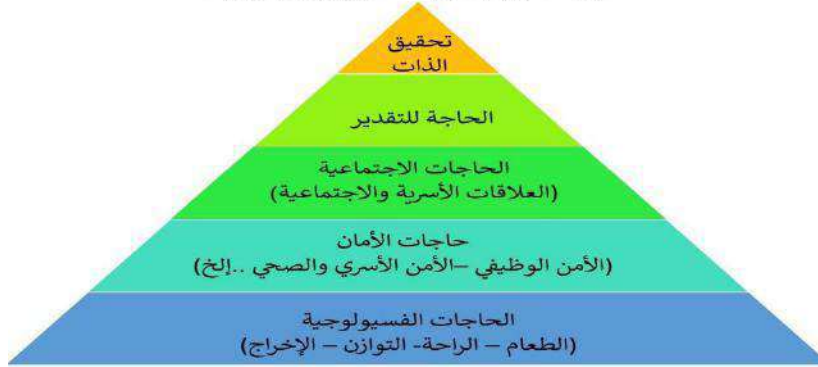 تحقيق
الذات
الحاجة للتقدير
الحاجات الاجتماعية
(العلاقات الأسرية والاجتماعية)
حاجات الأمان
(الأمن الوظيفي –الأمن الأسري والصحي ..إلخ)
الحاجات الفسيولوجية
(الطعام – الراحة- التوازن – الإخراج)